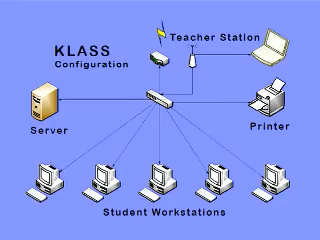 Teacher Station
KLASS
Configuration
Server
Printer
Student Workstations